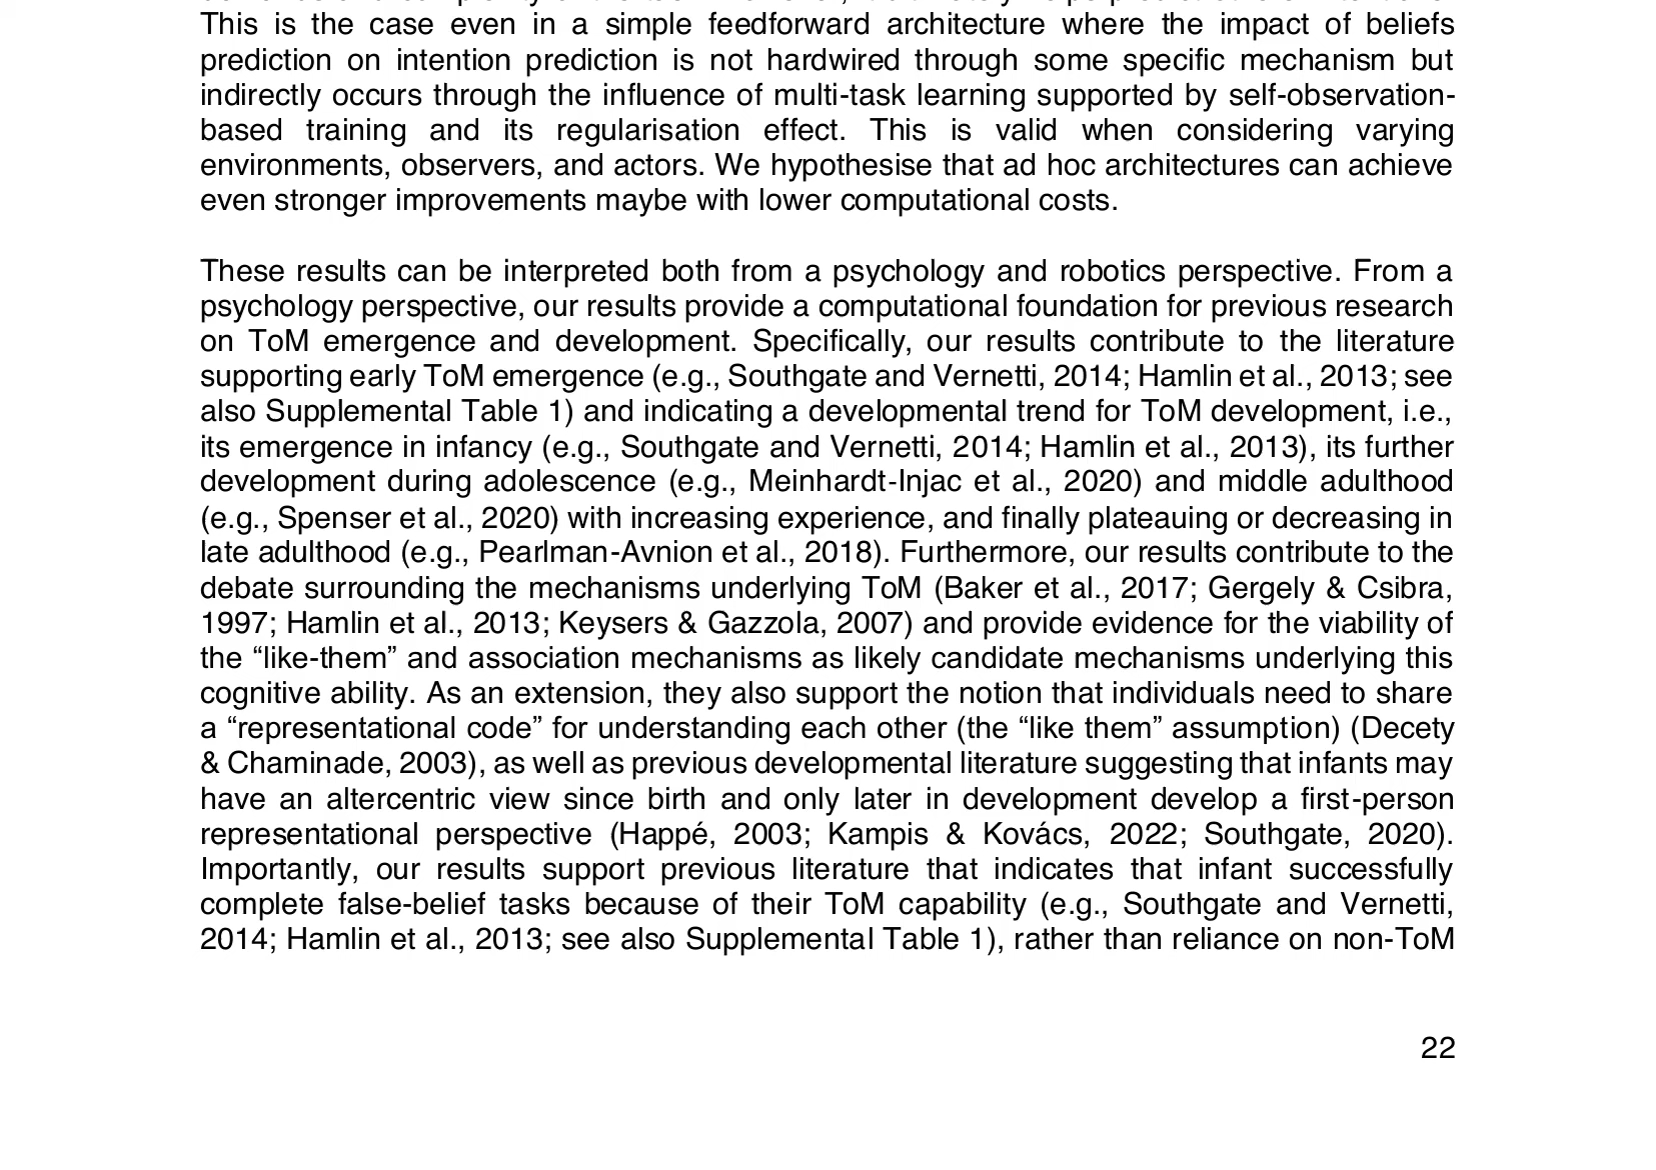 This is the case even in a simple feedforward architecture where the impact of beliefs
prediction on intention prediction is not hardwired through some specific mechanism but
indirectly occurs through the influence of multi-task learning supported by self-observation-
based training and its regularisation effect. This is valid when considering varying
environments, observers, and actors. We hypothesise that ad hoc architectures can achieve
even stronger improvements maybe with lower computational costs.
These results can be interpreted both from a psychology and robotics perspective. From a
psychology perspective, our results provide a computational foundation for previous research
on ToM emergence and development. Specifically, our results contribute to the literature
supporting early ToM emergence (e.g., Southgate and Vernetti, 2014; Hamlin et al., 2013; see
also Supplemental Table 1) and indicating a developmental trend for ToM development, i.e.,
its emergence in infancy (e.g., Southgate and Vernetti, 2014; Hamlin et al., 2013), its further
development during adolescence (e.g., Meinhardt-Injac et al., 2020) and middle adulthood
(e.g., Spenser et al., 2020) with increasing experience, and finally plateauing or decreasing in
late adulthood (e.g., Pearlman-Avnion et al., 2018). Furthermore, our results contribute to the
debate surrounding the mechanisms underlying ToM (Baker et al., 2017; Gergely & Csibra,
1997; Hamlin et al., 2013; Keysers & Gazzola, 2007) and provide evidence for the viability of
the “like-them” and association mechanisms as likely candidate mechanisms underlying this
cognitive ability. As an extension, they also support the notion that individuals need to share
a “representational code” for understanding each other (the “like them” assumption) (Decety
& Chaminade, 2003), as well as previous developmental literature suggesting that infants may
have an altercentric view since birth and only later in development develop a first-person
representational perspective (Happé, 2003; Kampis & Kovács, 2022; Southgate, 2020).
Importantly, our results support previous literature that indicates that infant successfully
complete false-belief tasks because of their ToM capability (e.g., Southgate and Vernetti,
2014; Hamlin et al., 2013; see also Supplemental Table 1), rather than reliance on non-ToM
22